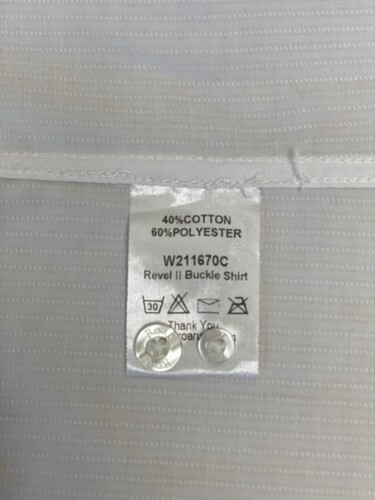 40%COTTON
60%POLYESTER
W211670C
Revel II Buckle Shirt
30
Thank You